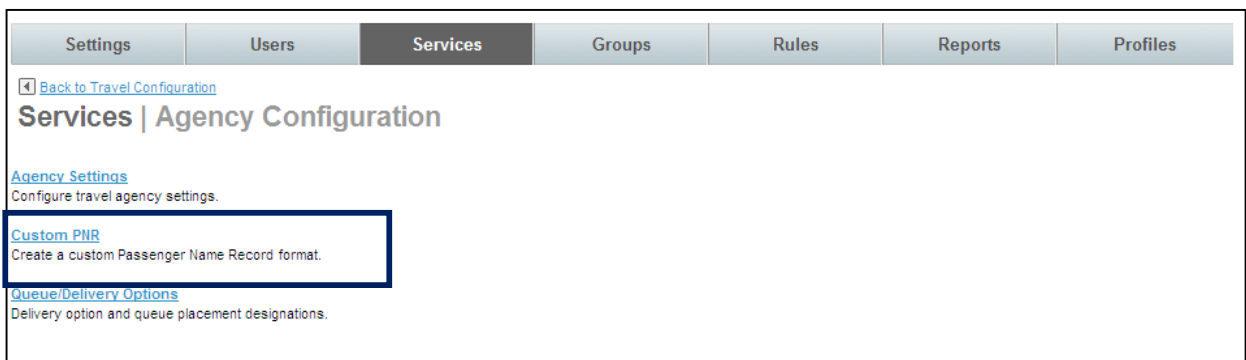 Settings Users Services Groups Rules Reports Profiles
Back to Travel Configuration
Services | Agency Configuration
Agency Settings
Configure travel agency settings.
Custom PNR
Create a custom Passenger Name Record format.
Queue/Delivery Options
Delivery option and queue placement designations.